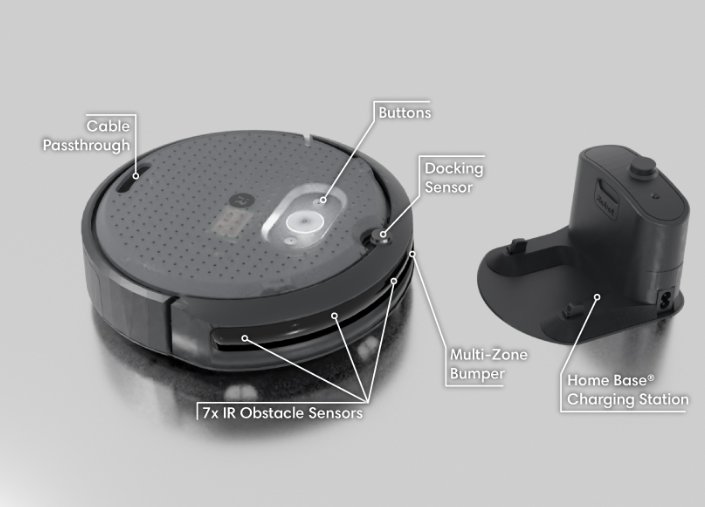 Buttons
Cable
Passthrough
Docking
Sensor
Multi-Zone
Bumper
Home Base®
Charging Station
7x IR Obstacle Sensors